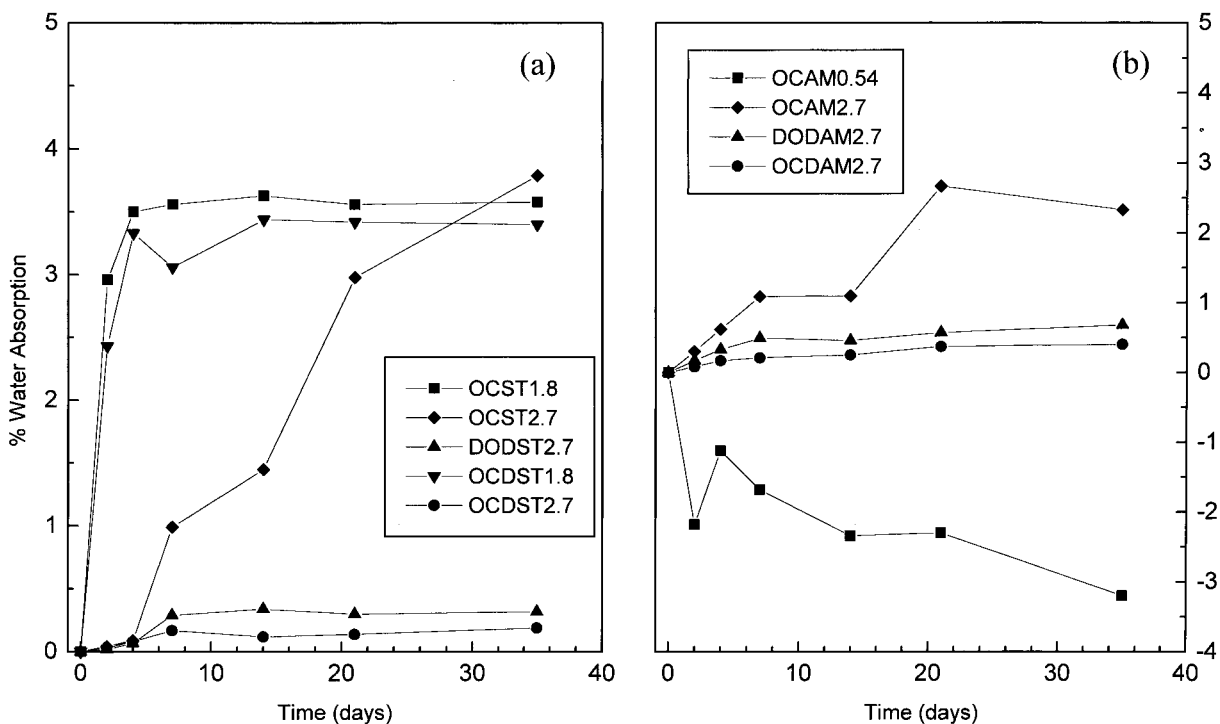 (a)
5
4
3
2
1
0
% Water Absorption
OCST1.8
OCST2.7
DODST2.7
OCDST1.8
OCDST2.7
0
10
20
30
40
Time (days)
(b)
OCAM0.54
OCAM2.7
DODAM2.7
OCDAM2.7
5
4
3
2
1
0
-1
-2
-3
-4
0
10
20
30
40
Time (days)